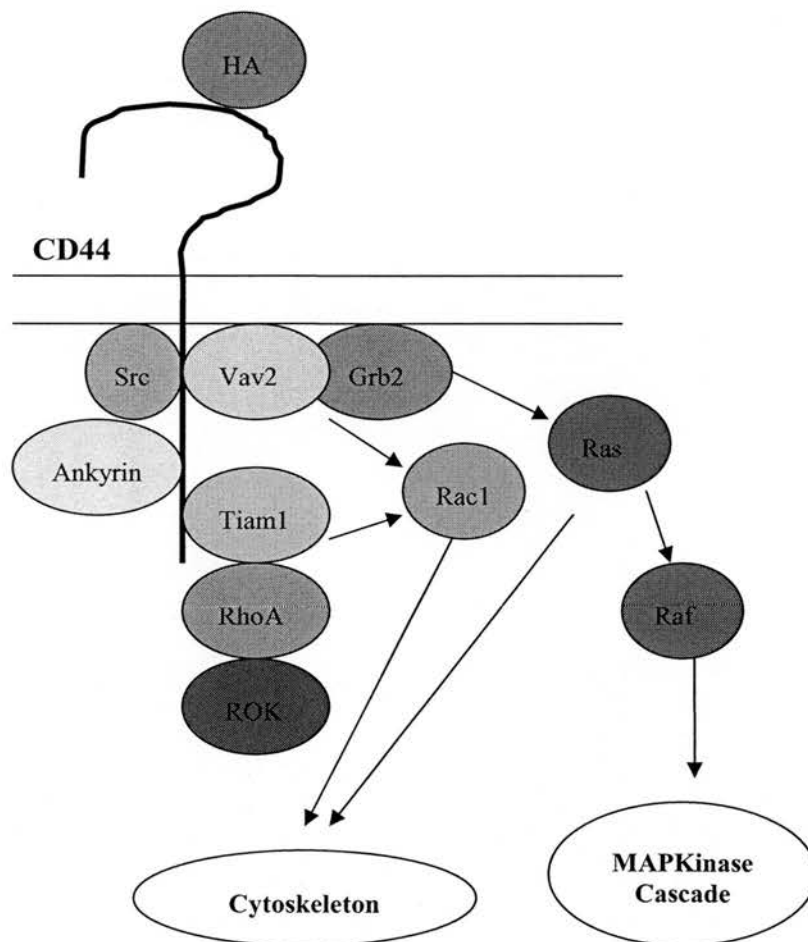 HA
CD44
Src
Vav2
Grb2
Ras
Ankyrin
Rac1
Tiam1
RhoA
Raf
ROK
MAPKinase
Cascade
Cytoskeleton